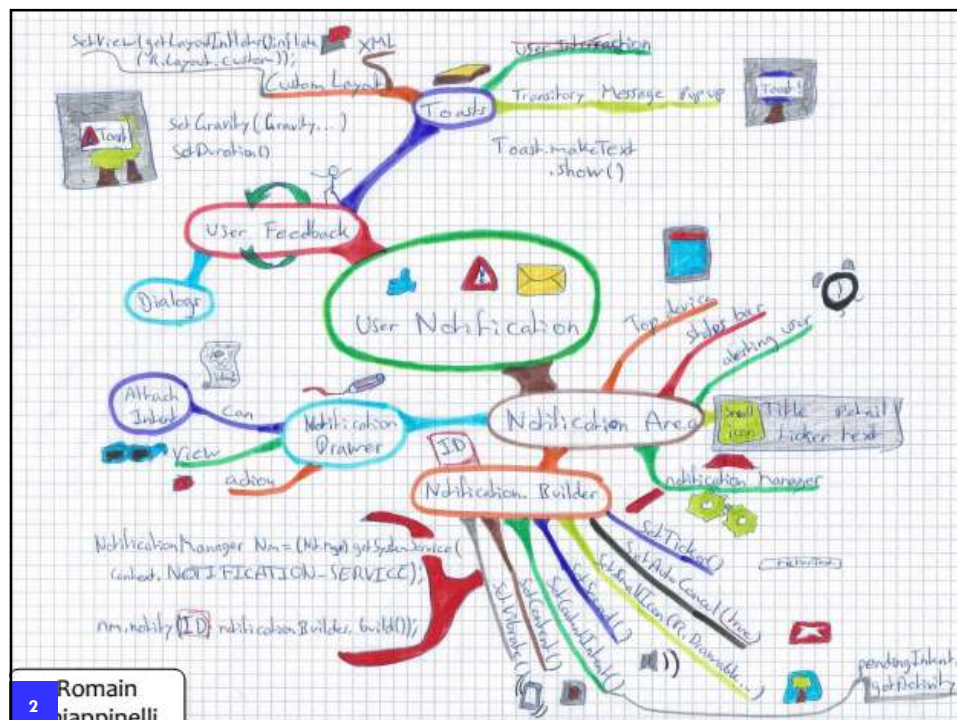 SetView(getLayoutInflater().inflate
(R.Layout.custom));
XML
Custom Layout
User Interaction
Toasts
Transitory Message Popup
Toast!
Toast
setGravity(Gravity...)
SetDuration()
Toast.makeText
.show()
User Feedback
Dialogs
User Notification
Top device
status bar
alerting user
Attach
Intent
Can
View
action
Notification
Drawer
Notification Area
Small
icon
Title
ticker text
notification manager
ID
Notification Builder
NotificationManager Nm = getSystemService(
context.NOTIFICATION_SERVICE);
nm.notify(ID notificationBuilder.build());
SetVibrate()
SetContent()
SetContentIntent()
SetSound()
SetSmallIcon(R.Drawable...)
SetAutoCancel(true)
SetTicker()
pendingIntent.
getActivity
Romain
2